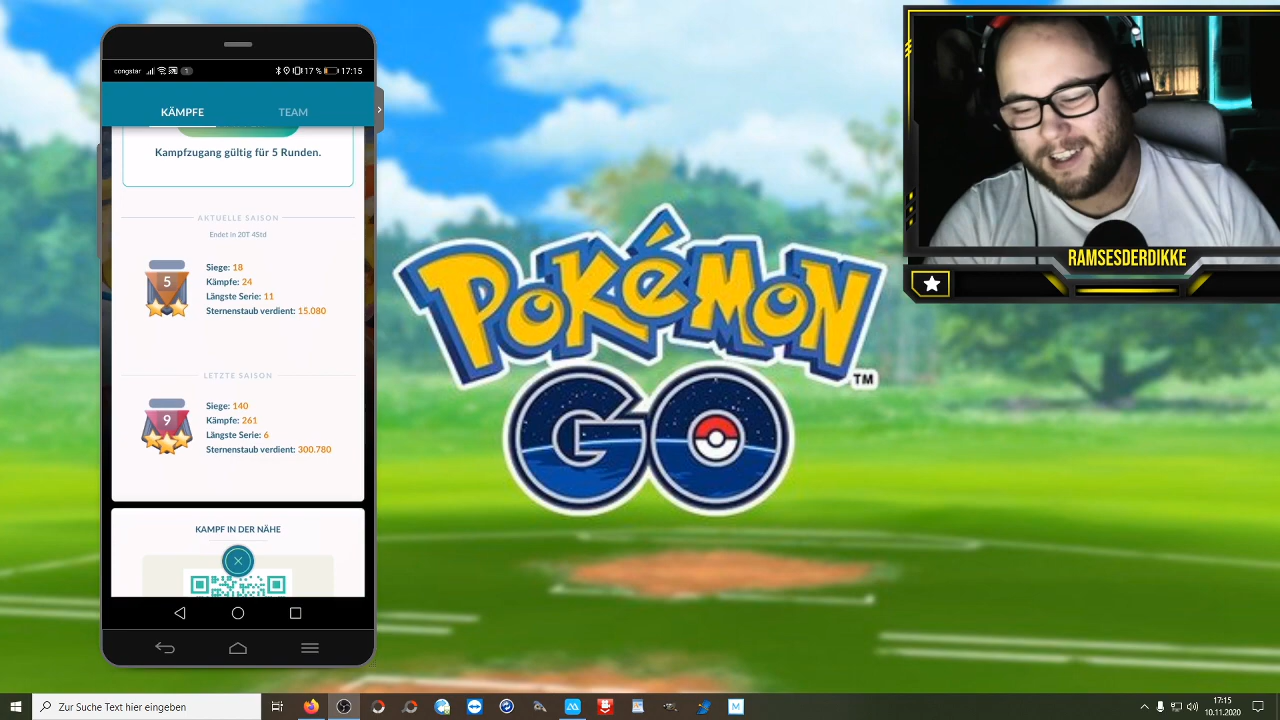 congstar
1
17 %
17:15
KÄMPFE
TEAM
Kampfzugang gültig für 5 Runden.
AKTUELLE SAISON
Endet in 20T 4Std
5
Siege: 18
Kämpfe: 24
Längste Serie: 11
Sternenstaub verdient: 15.080
LETZTE SAISON
9
Siege: 140
Kämpfe: 261
Längste Serie: 6
Sternenstaub verdient: 300.780
KAMPF IN DER NÄHE
POKéMON
TM
GO
RAMSESDERDIKKE
Zur Suche Text hier eingeben
M
17:15
10.11.2020